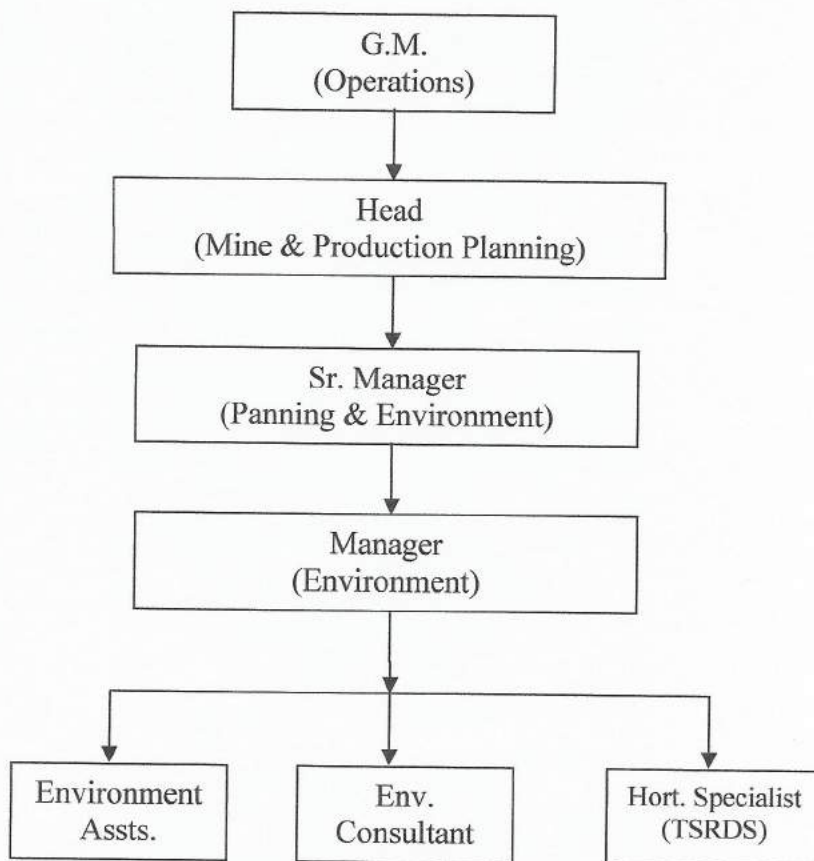 G.M.
(Operations)
Head
(Mine & Production Planning)
Sr. Manager
(Panning & Environment)
Manager
(Environment)
Environment
Assts.
Env.
Consultant
Hort. Specialist
(TSRDS)